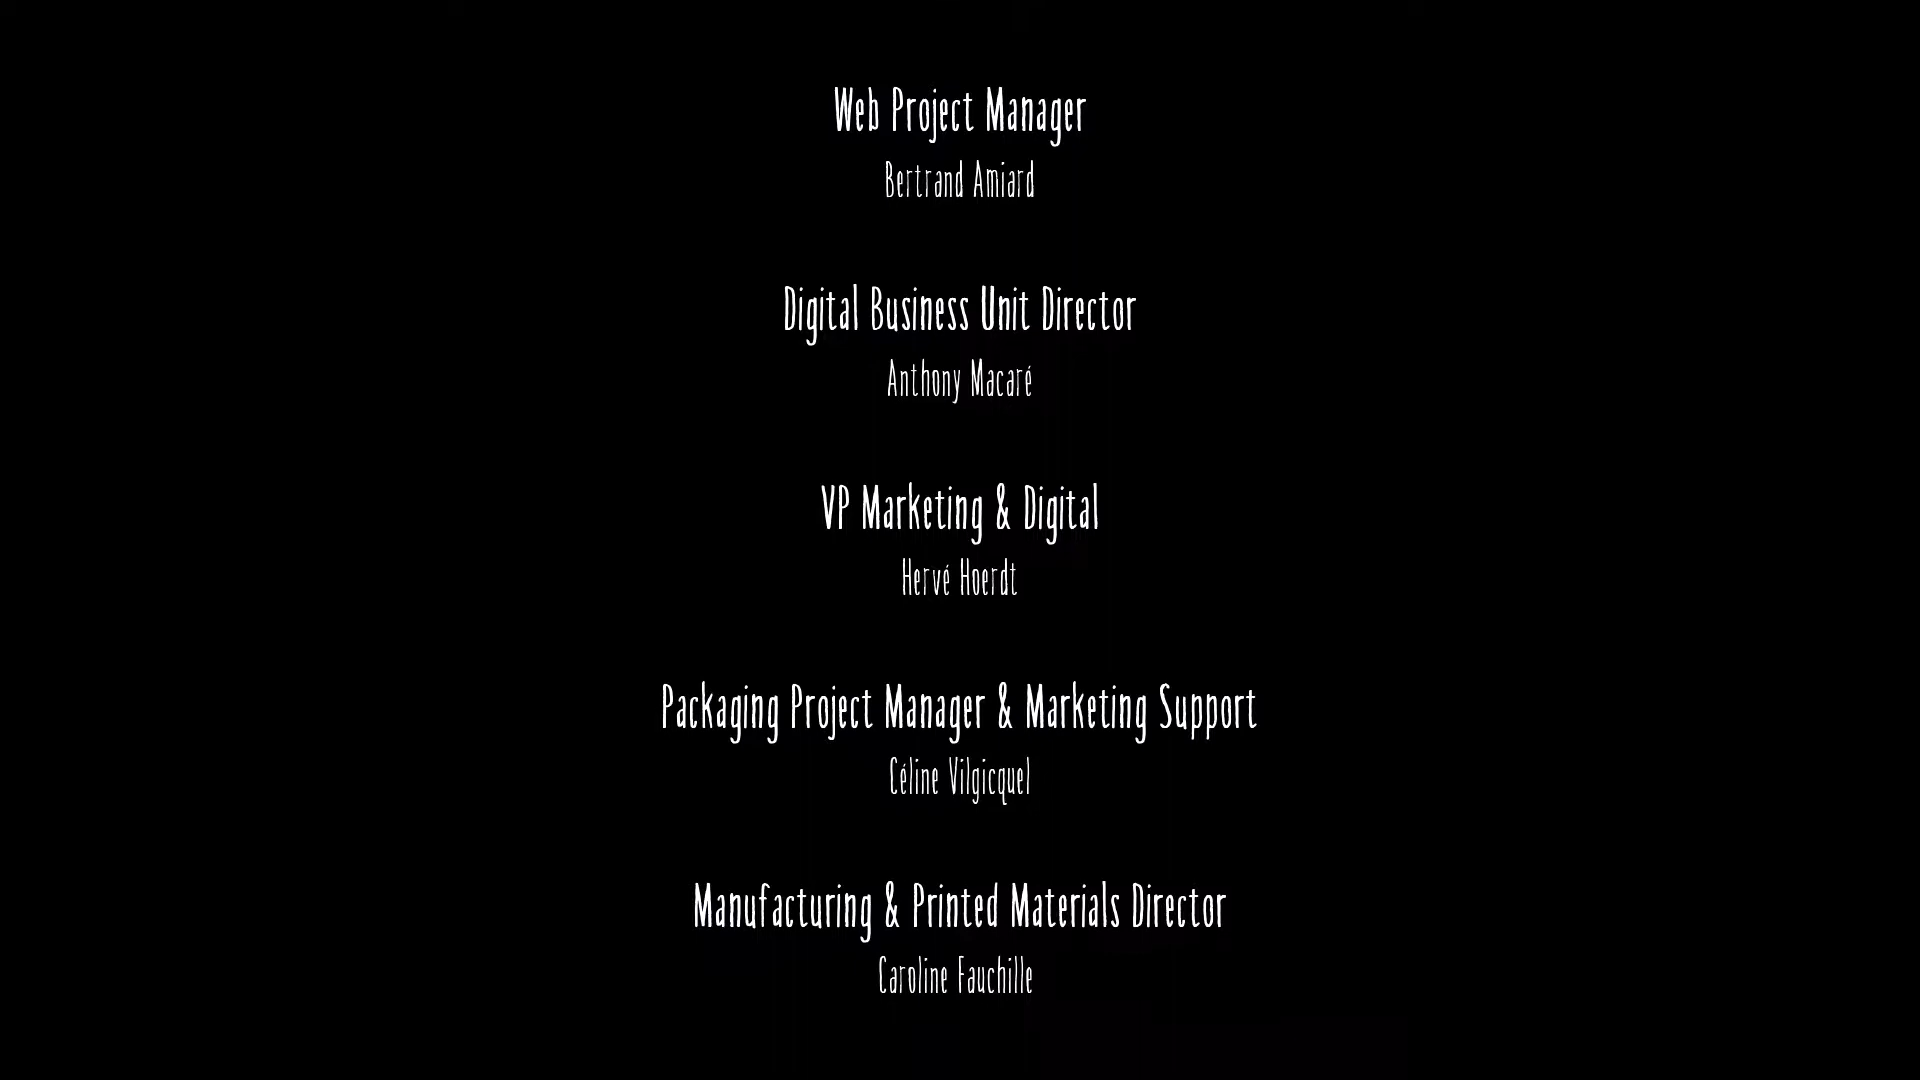 Web Project Manager
Bertrand Amiard
Digital Business Unit Director
Anthony Macaré
VP Marketing & Digital
Hervé Hoerdt
Packaging Project Manager & Marketing Support
Céline Vilgicquel
Manufacturing & Printed Materials Director
Caroline Fauchille